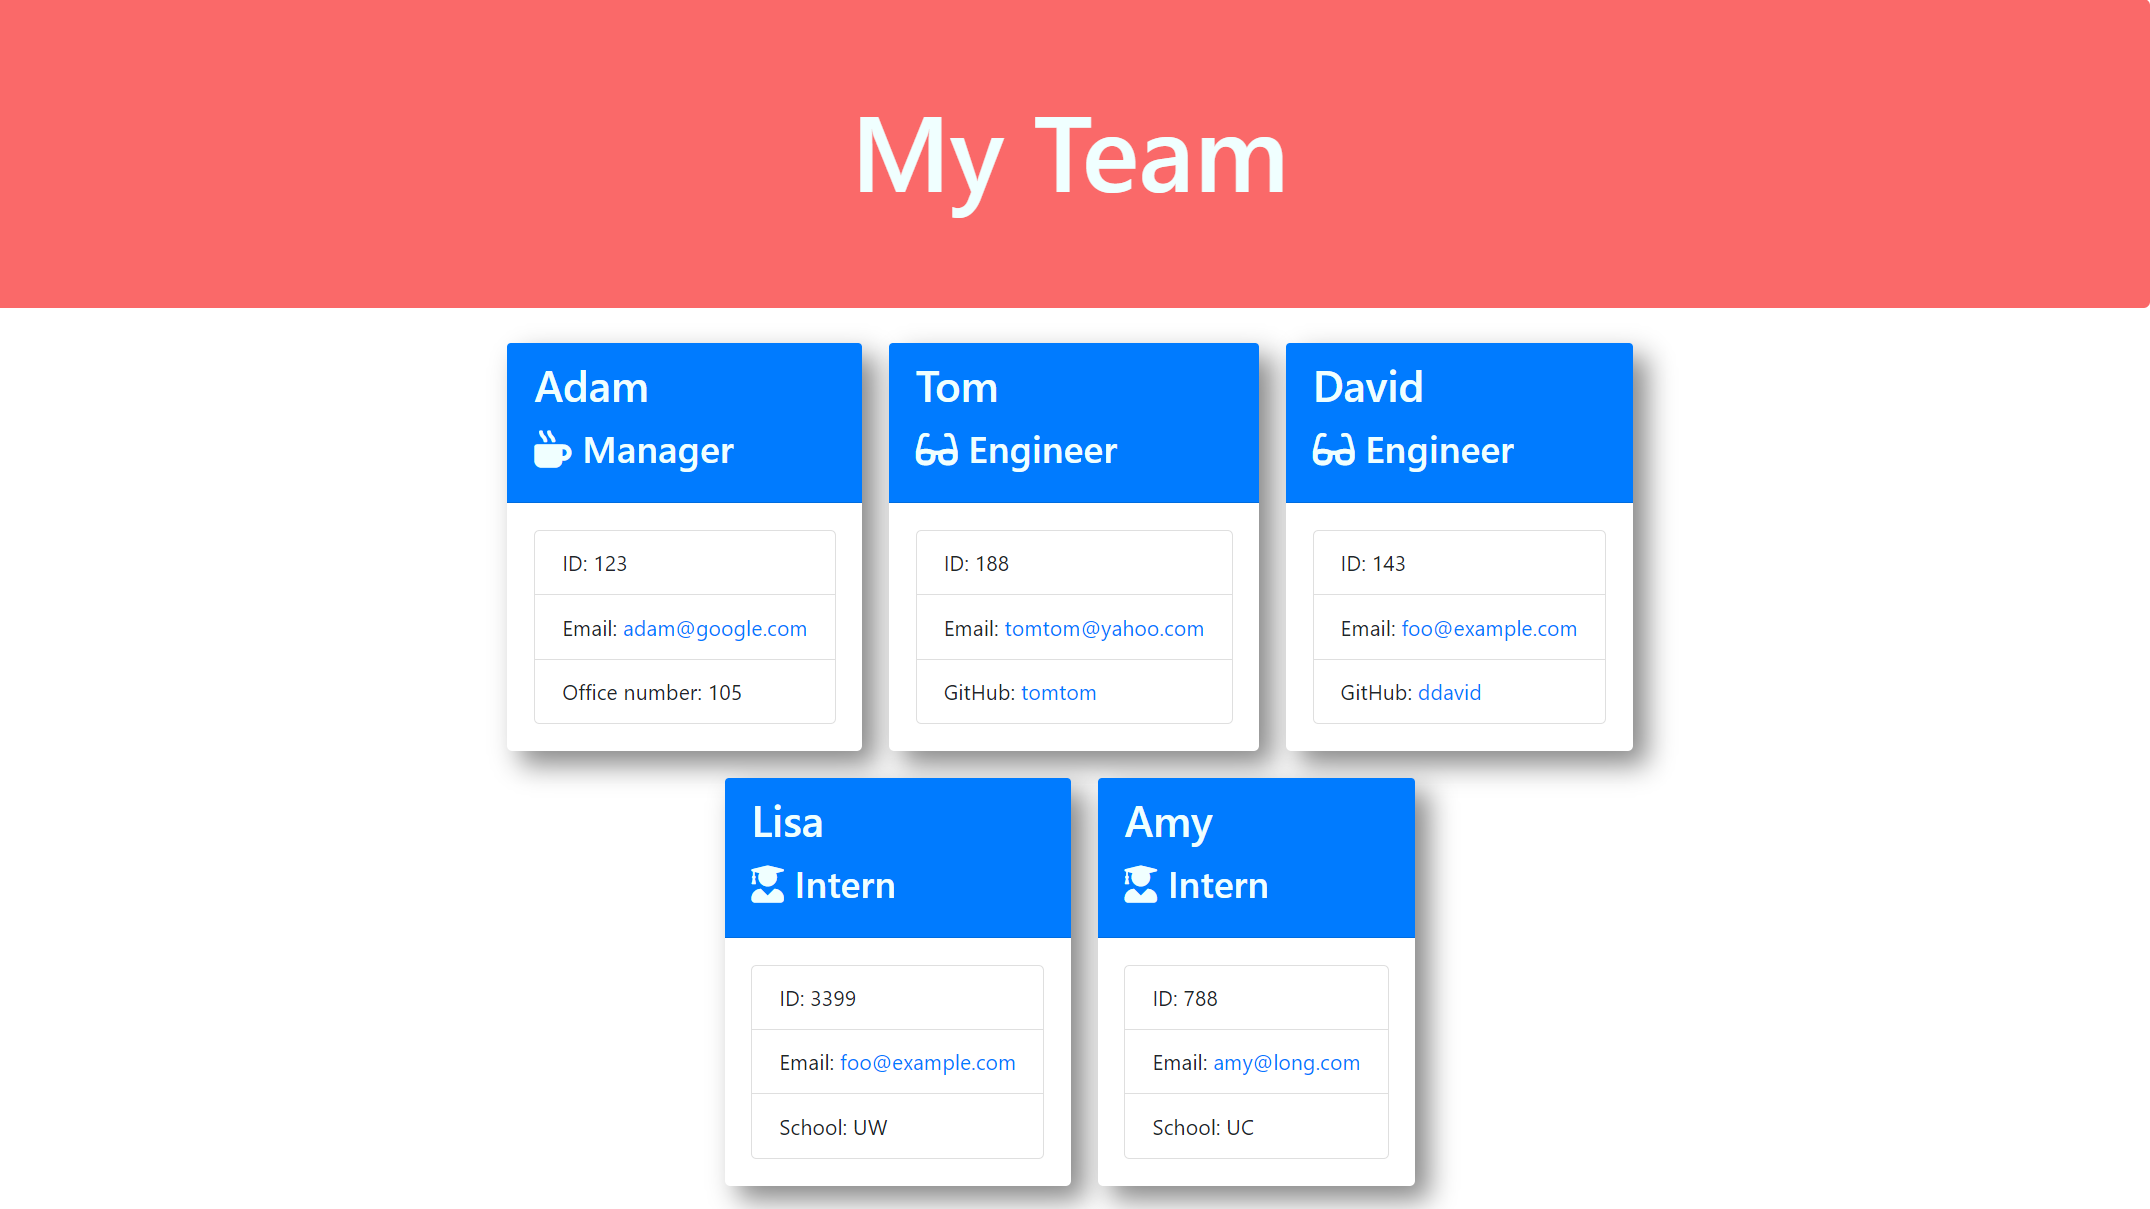 My Team
Adam
Manager
ID: 123
Email: adam@google.com
Office number: 105
Tom
Engineer
ID: 188
Email: tomtom@yahoo.com
GitHub: tomtom
David
Engineer
ID: 143
Email: foo@example.com
GitHub: ddavid
Lisa
Intern
ID: 3399
Email: foo@example.com
School: UW
Amy
Intern
ID: 788
Email: amy@long.com
School: UC